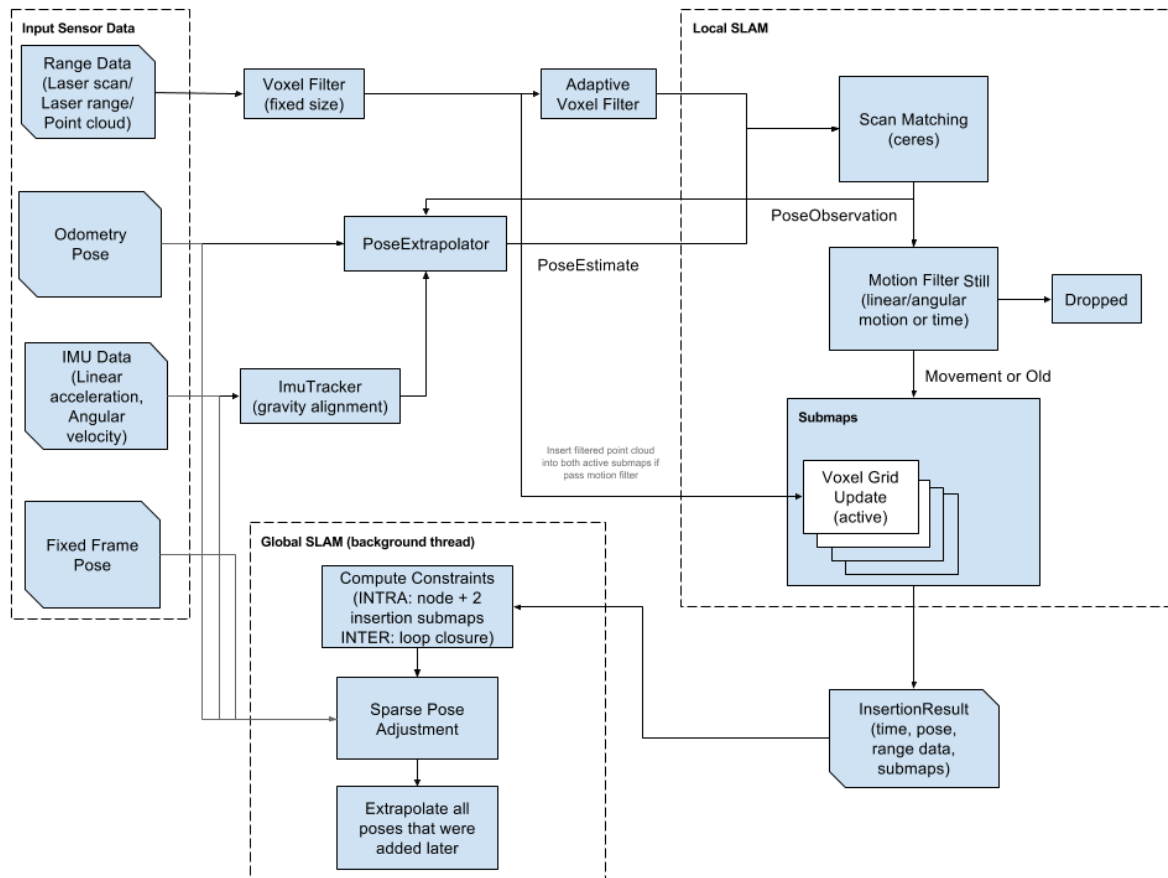 Input Sensor Data
Range Data
(Laser scan/
Laser range/
Point cloud)
Voxel Filter
(fixed size)
Adaptive
Voxel Filter
Local SLAM
Scan Matching
(ceres)
Odometry
Pose
PoseExtrapolator
PoseEstimate
PoseObservation
Motion Filter Still
(linear/angular
motion or time)
Dropped
IMU Data
(Linear
acceleration,
Angular
velocity)
ImuTracker
(gravity alignment)
Movement or Old
Submaps
Insert filtered point cloud
into both active submaps if
pass motion filter
Voxel Grid
Update
(active)
Fixed Frame
Pose
Global SLAM (background thread)
Compute Constraints
(INTRA: node + 2
insertion submaps
INTER: loop closure)
Sparse Pose
Adjustment
Extrapolate all
poses that were
added later
InsertionResult
(time, pose,
range data,
submaps)